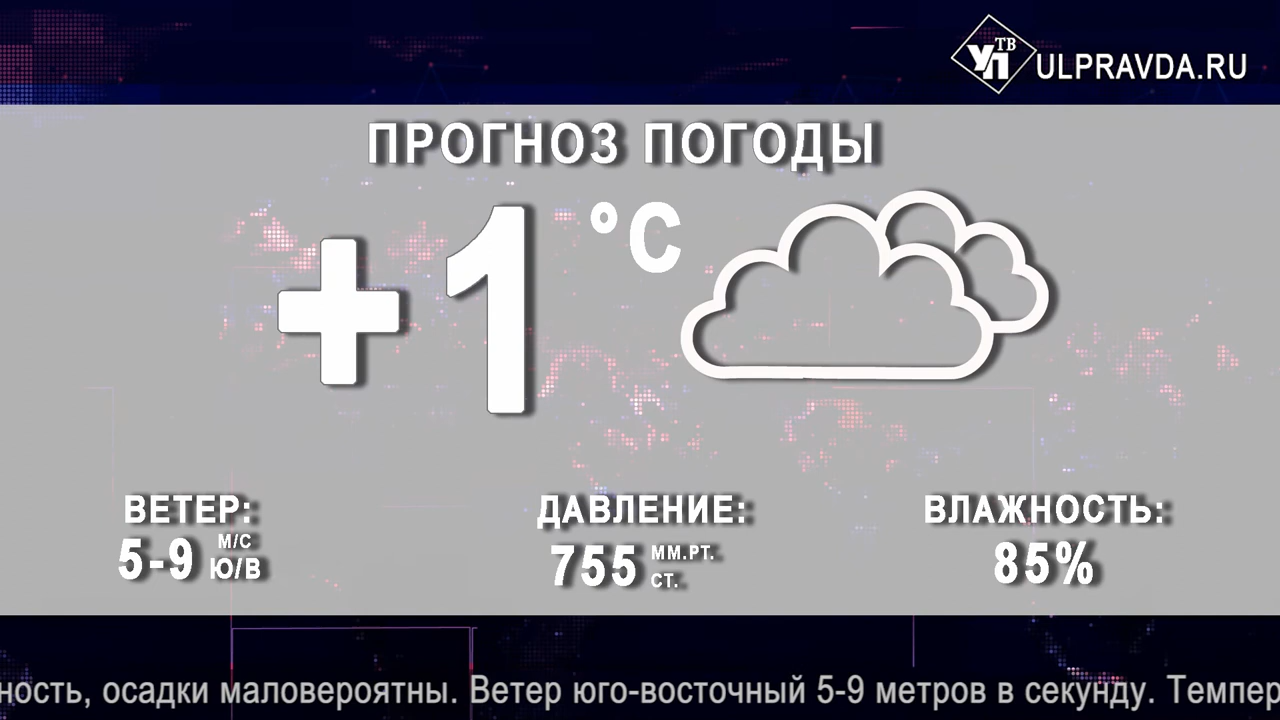 ТВ
УП ULPRAVDA.RU
ПРОГНОЗ ПОГОДЫ
+1 °C
ВЕТЕР:
5-9 М/С Ю/В
ДАВЛЕНИЕ:
755 ММ.РТ. СТ.
ВЛАЖНОСТЬ:
85%
ность, осадки маловероятны. Ветер юго-восточный 5-9 метров в секунду. Темпер